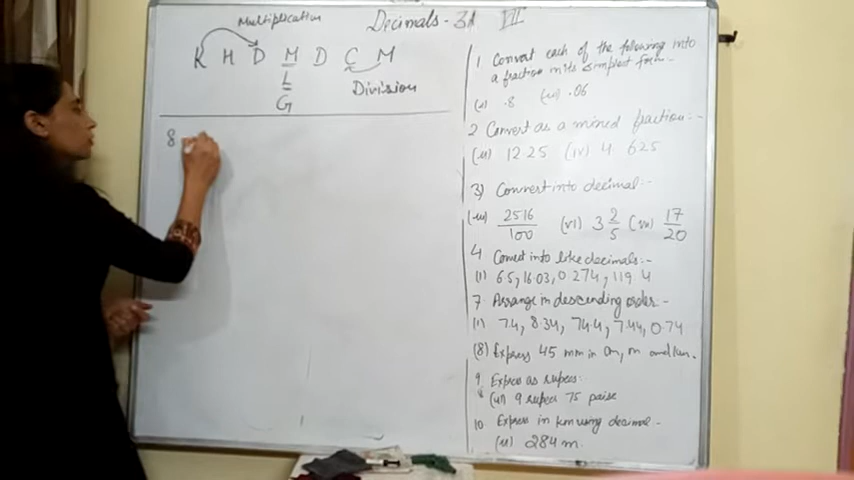 Multiplication
Decimals - 3A VII
K H D M D C M
L
G
Division
8
1 Convert each of the following into
a fraction in its simplest form -
(i) .8 (iii) .06
2 Convert as a mixed fraction:-
(ii) 12.25 (iv) 4.625
3) Convert into decimal:-
2516/100 (vi) 3 2/5 17/20
4 Convert into like decimals:-
(i) 6.5, 16.03, 0.274, 119.4
7 Arrange in descending order:-
(i) 7.4, 8.34, 74.4, 7.44, 0.74
(8) Express 45 mm in cm, m and km.
9 Express as rupees:
9 rupees 75 paise
10 Express in km using decimal -
284 m.